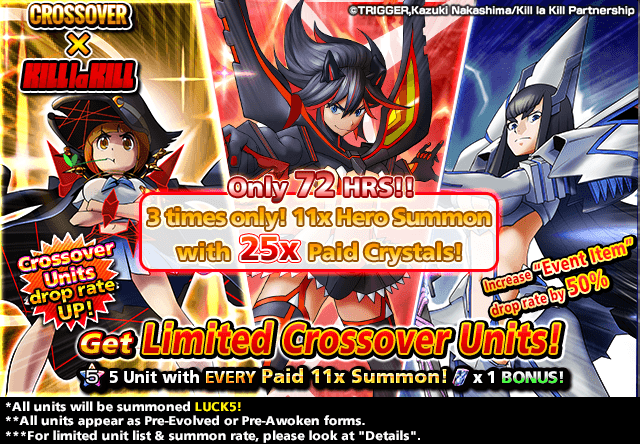 ©TRIGGER,Kazuki Nakashima/Kill la Kill Partnership
CROSSOVER
×
KILL la KILL
Only 72 HRS!!
3 times only! 11x Hero Summon
with 25x Paid Crystals!
Crossover
Units
drop rate
UP!
Increase "Event Item"
drop rate by 50%
Get Limited Crossover Units!
5 5 Unit with EVERY Paid 11x Summon! x 1 BONUS!
*All units will be summoned LUCK5!
**All units appear as Pre-Evolved or Pre-Awoken forms.
***For limited unit list & summon rate, please look at "Details".